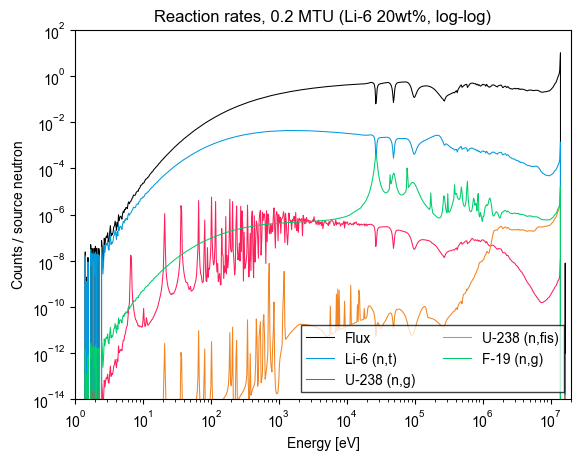 Reaction rates, 0.2 MTU (Li-6 20wt%, log-log)
Counts / source neutron
10^2
10^0
10^−2
10^−4
10^−6
10^−8
10^−10
10^−12
10^−14
Flux
Li-6 (n,t)
U-238 (n,g)
U-238 (n,fis)
F-19 (n,g)
10^0 10^1 10^2 10^3 10^4 10^5 10^6 10^7
Energy [eV]